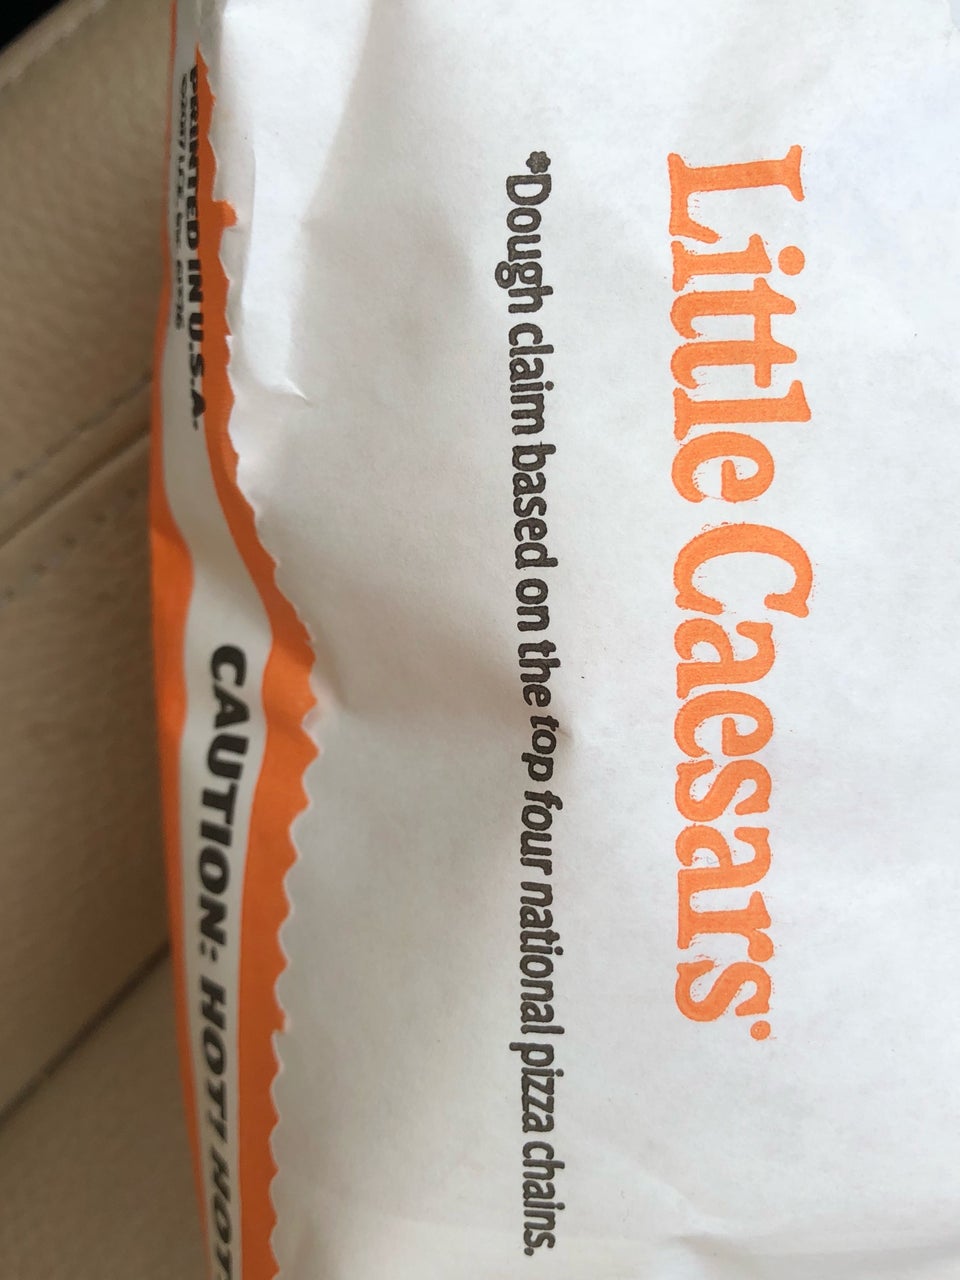 Little Caesars
*Dough claim based on the top four national pizza chains.
CAUTION: HOT! HOT
PRINTED IN U.S.A.